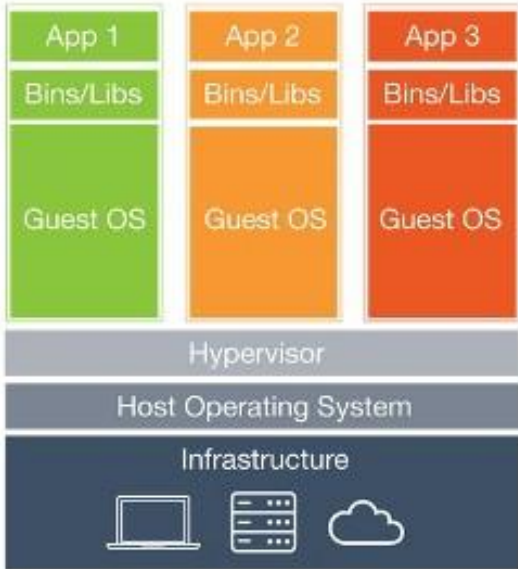 App 1
App 2
App 3
Bins/Libs
Bins/Libs
Bins/Libs
Guest OS
Guest OS
Guest OS
Hypervisor
Host Operating System
Infrastructure